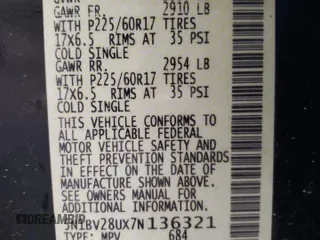 GVWR
GAWR FR. 2910 LB
WITH P225/60R17 TIRES
17X6.5 RIMS AT 35 PSI
COLD SINGLE
GAWR RR. 2954 LB
WITH P225/60R17 TIRES
17X6.5 RIMS AT 35 PSI
COLD SINGLE
THIS VEHICLE CONFORMS TO
ALL APPLICABLE FEDERAL
MOTOR VEHICLE SAFETY AND
THEFT PREVENTION STANDARDS
IN EFFECT ON THE DATE OF
MANUFACTURE SHOWN ABOVE.
SEE OWNERS MANUAL FOR
ADDITIONAL INFORMATION.
5N1BV28UX7N136321
TYPE: MPV 684